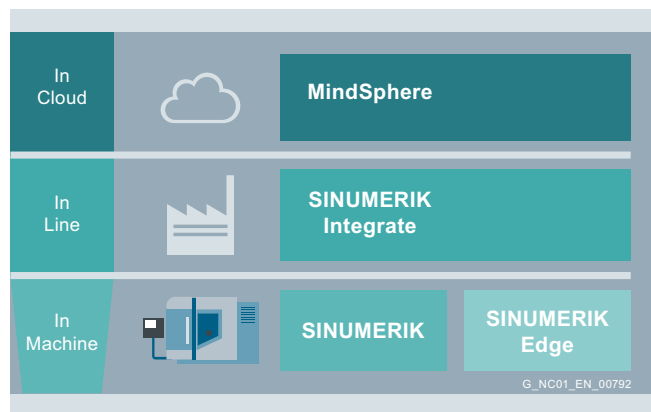 In
Cloud
MindSphere
In
Line
SINUMERIK
Integrate
In
Machine
SINUMERIK
SINUMERIK
Edge
G_NC01_EN_00792